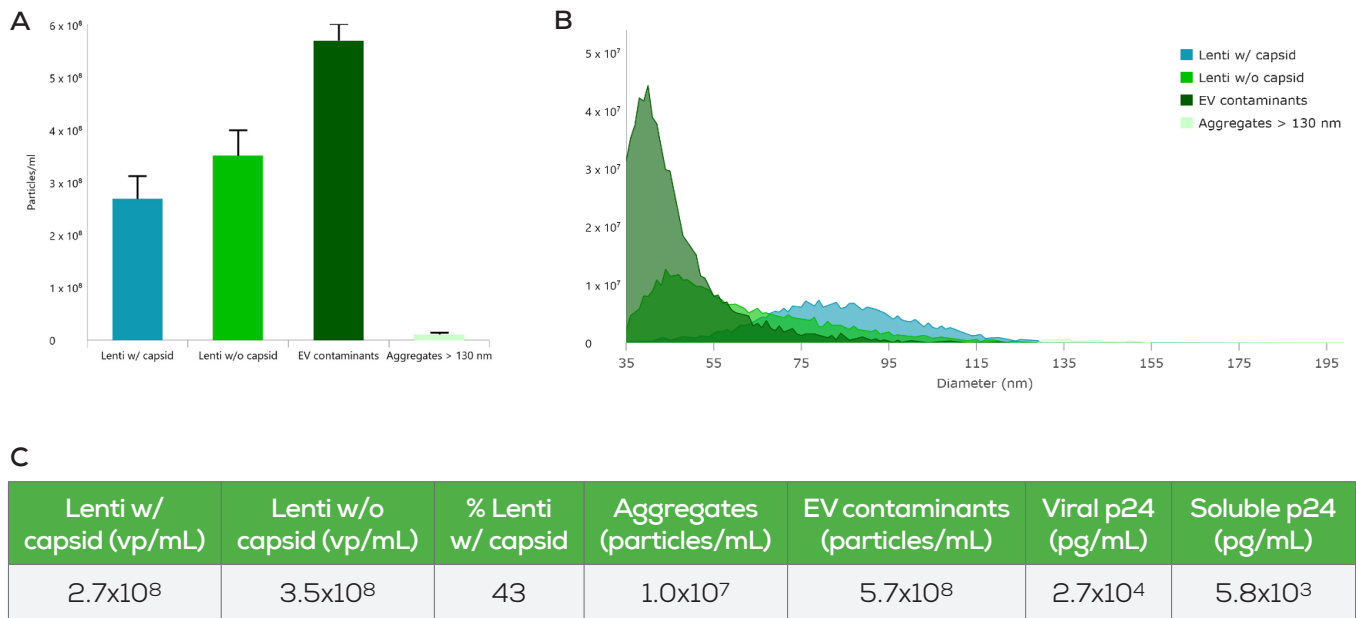 A
6 x 10⁸
5 x 10⁸
4 x 10⁸
3 x 10⁸
2 x 10⁸
1 x 10⁸
0
Particles/ml
Lenti w/ capsid
Lenti w/o capsid
EV contaminants
Aggregates > 130 nm
B
5 x 10⁷
4 x 10⁷
3 x 10⁷
2 x 10⁷
1 x 10⁷
0
35 55 75 95 115 135 155 175 195
Diameter (nm)
Lenti w/ capsid
Lenti w/o capsid
EV contaminants
Aggregates > 130 nm
C
Lenti w/ capsid (vp/mL) Lenti w/o capsid (vp/mL) % Lenti w/ capsid Aggregates (particles/mL) EV contaminants (particles/mL) Viral p24 (pg/mL) Soluble p24 (pg/mL)
2.7x10⁸ 3.5x10⁸ 43 1.0x10⁷ 5.7x10⁸ 2.7x10⁴ 5.8x10³